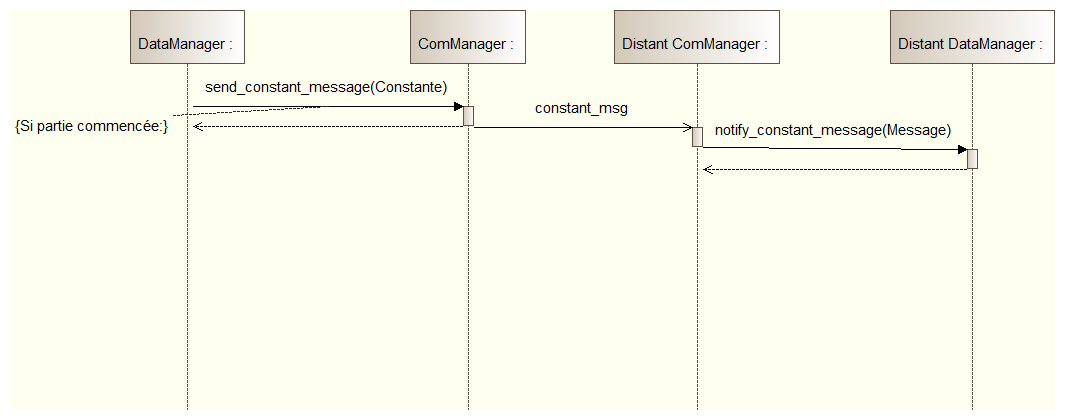 DataManager :
ComManager :
Distant ComManager :
Distant DataManager :
send_constant_message(Constante)
constant_msg
{Si partie commencée:}
notify_constant_message(Message)